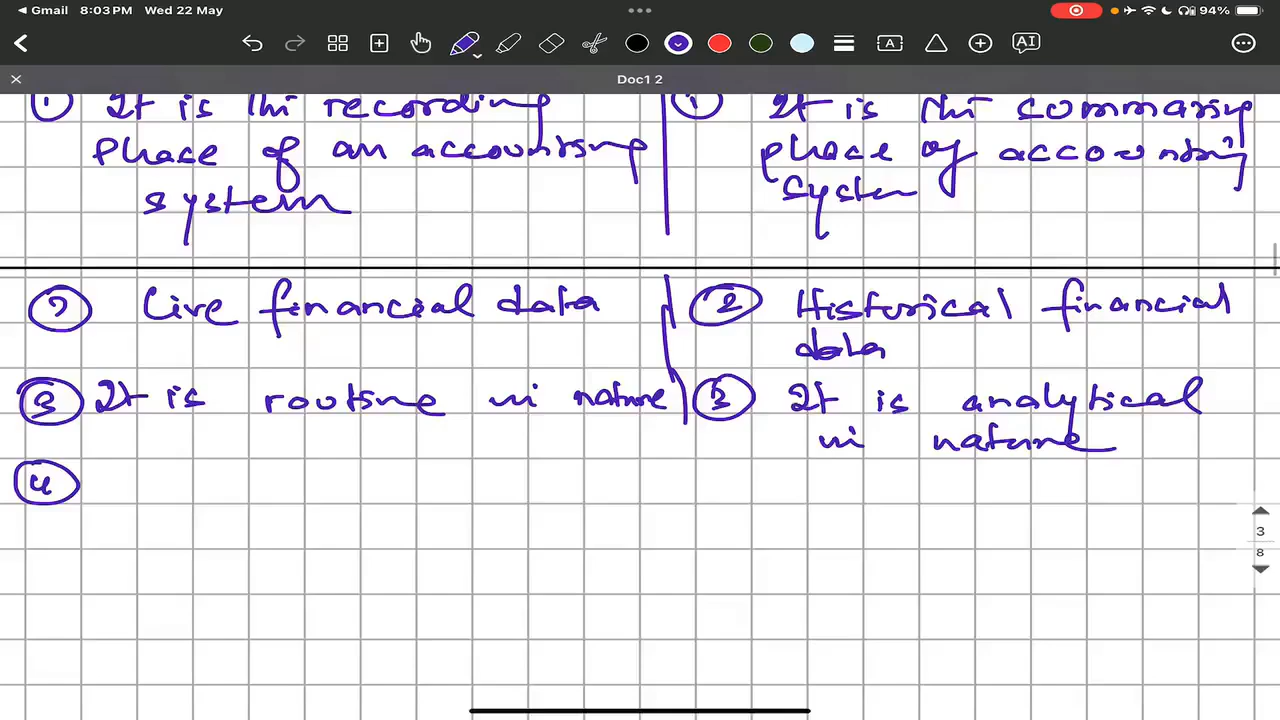 Gmail 8:03 PM Wed 22 May 94%
A AI
Doc1 2
① It is the recording
phase of an accounting
system
① It is the summarising
phase of accounting
system
② Live financial data
② Historical financial
data
③ It is routine in nature
③ It is analytical
in nature
④
3
8